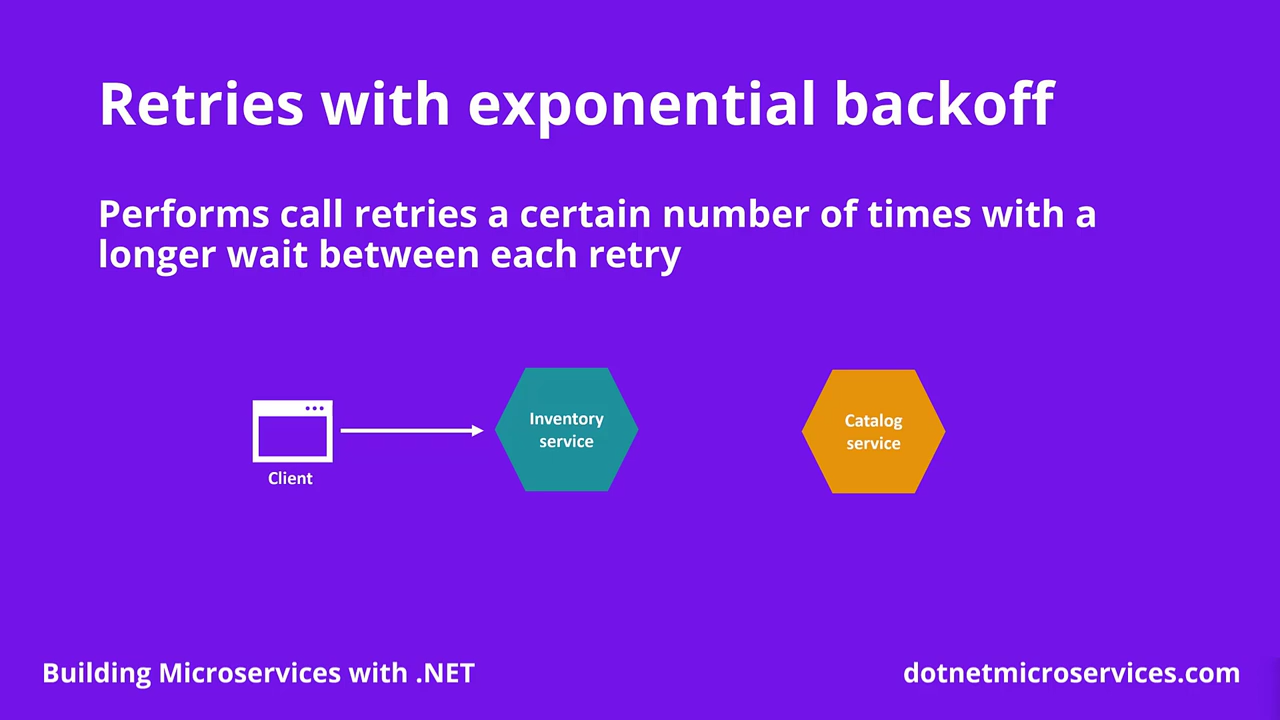 Retries with exponential backoff
Performs call retries a certain number of times with a
longer wait between each retry
Inventory
service
Catalog
service
Client
Building Microservices with .NET
dotnetmicroservices.com